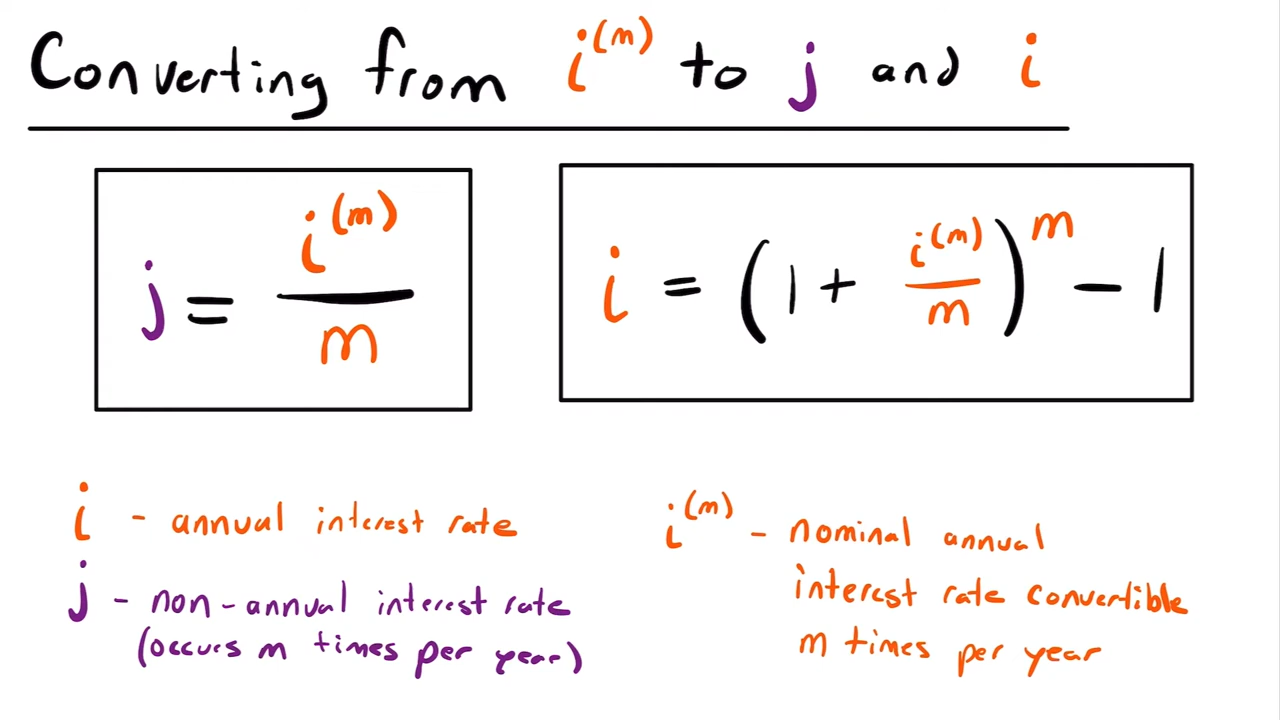 Converting from i^(m) to j and i
j = i^(m) / m
i = (1 + i^(m) / m)^m - 1
i - annual interest rate
j - non-annual interest rate
(occurs m times per year)
i^(m) - nominal annual
interest rate convertible
m times per year